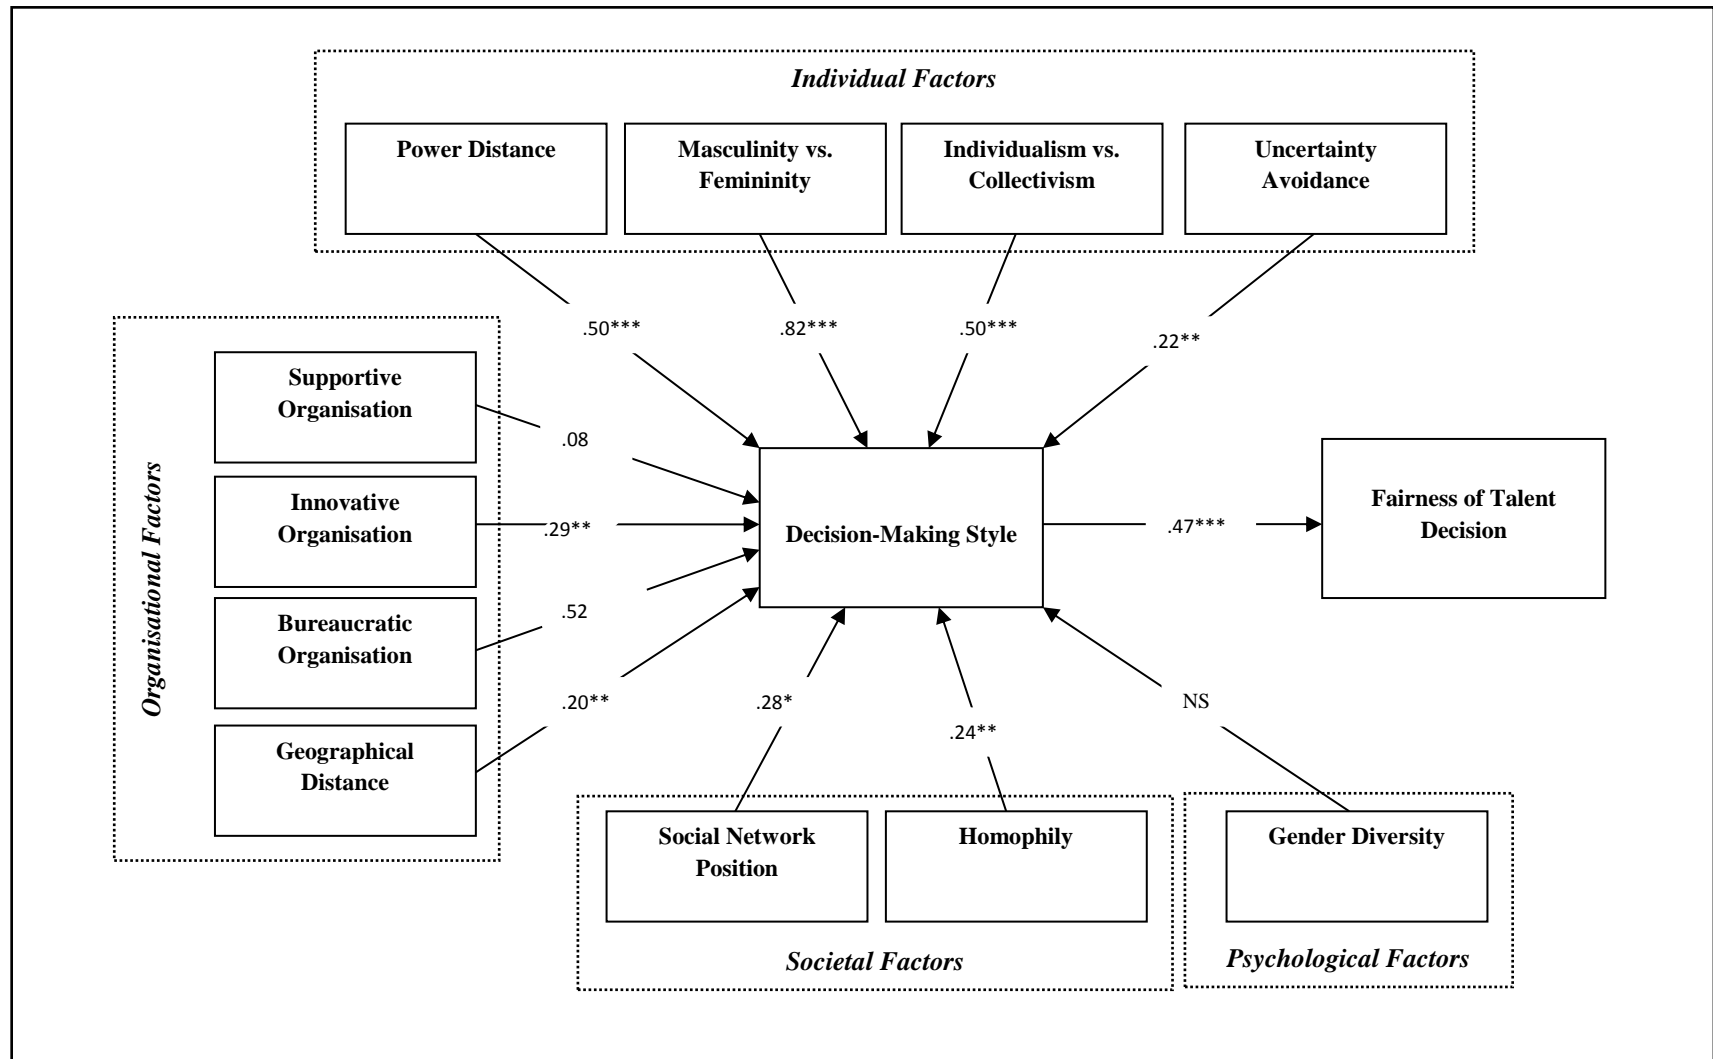 Individual Factors
Power Distance
Masculinity vs.
Femininity
Individualism vs.
Collectivism
Uncertainty
Avoidance
.50***
.82***
.50***
.22**
Organisational Factors
Supportive
Organisation
Innovative
Organisation
Bureaucratic
Organisation
Geographical
Distance
.08
.29**
.52
.20**
Decision-Making Style
.47***
Fairness of Talent
Decision
.28*
.24**
NS
Social Network
Position
Homophily
Societal Factors
Gender Diversity
Psychological Factors